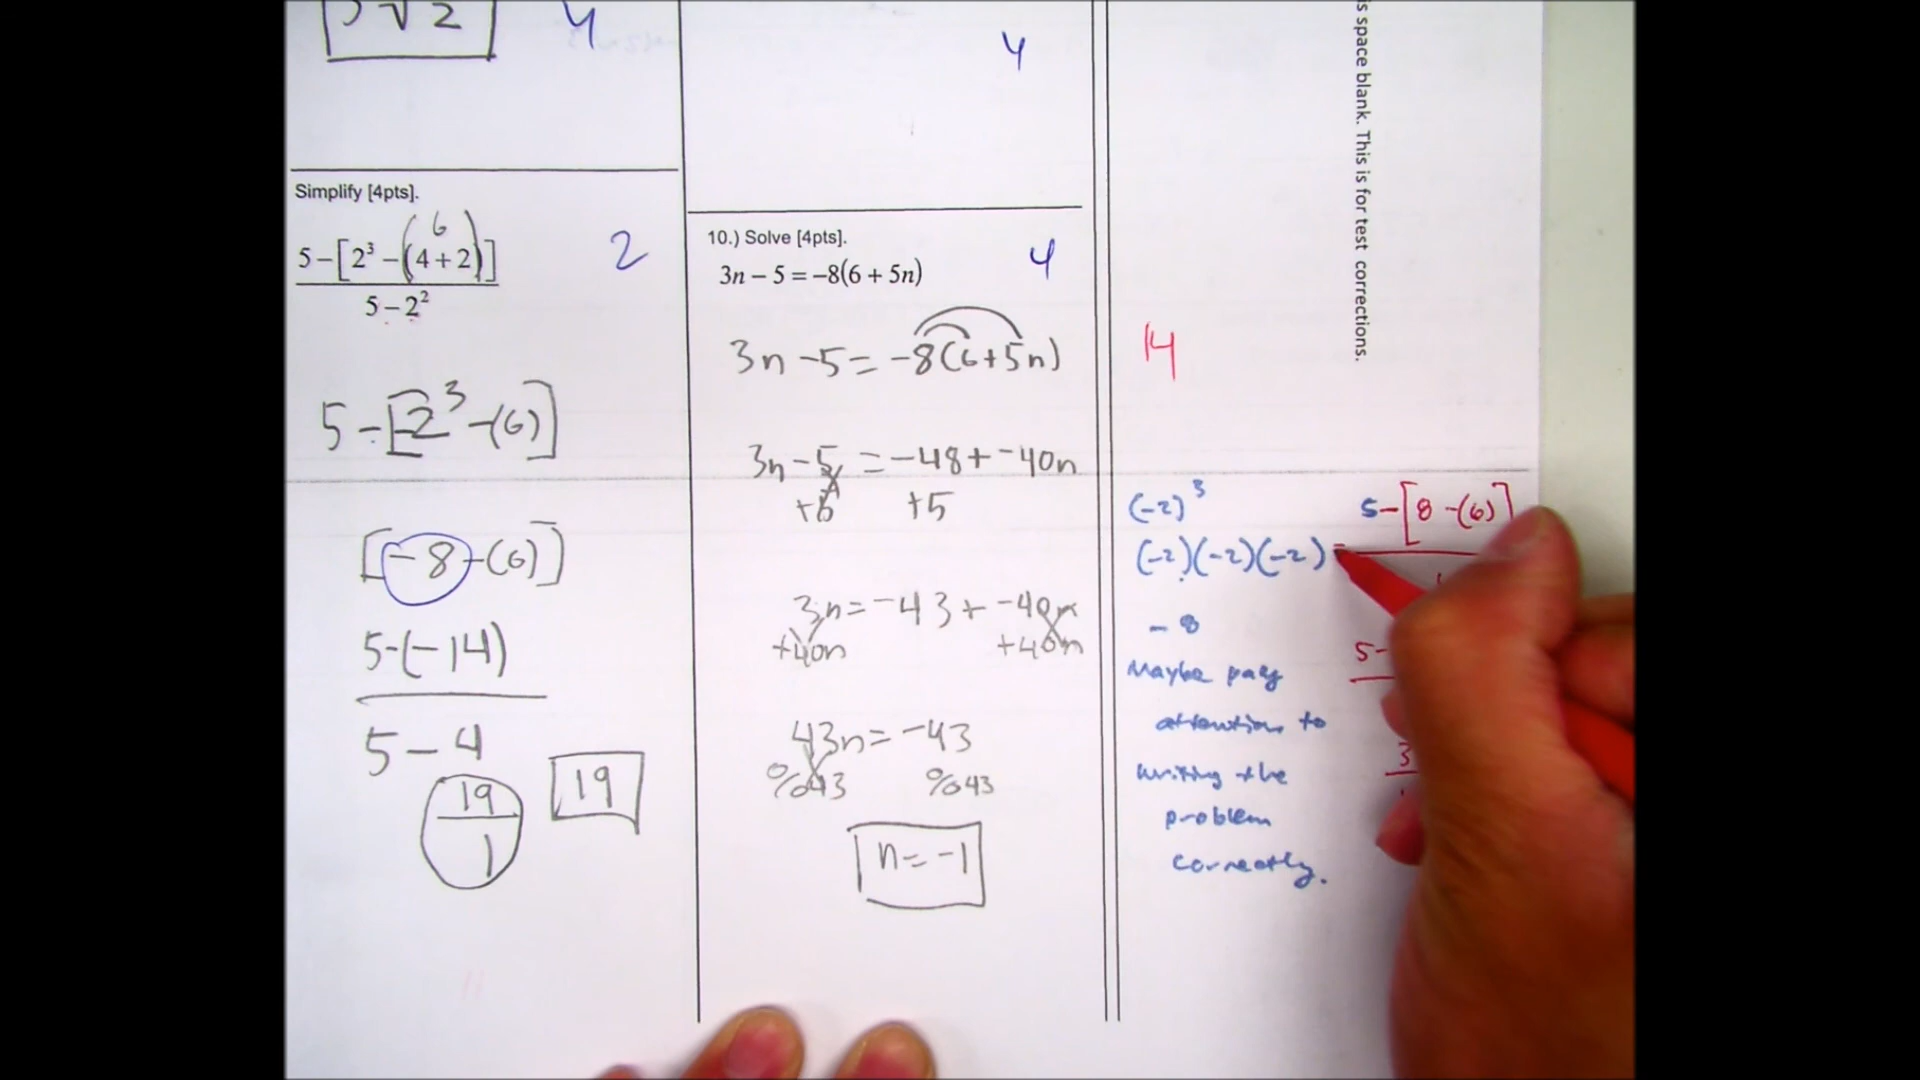 3√2
4
Simplify [4pts].
6
5 – [2³ – (4 + 2)]
5 – 2²
2
5 - [-2³ - (6)]
[-8 - (6)]
5 - (-14)
5 - 4
19
1
19
4
10.) Solve [4pts].
3n – 5 = –8(6 + 5n)
4
3n - 5 = -8(6 + 5n)
3n - 5 = -48 + -40n
+5 +5
3n = -43 + -40n
+40n +40n
43n = -43
%43 %43
n = -1
s space blank. This is for test corrections.
14
(-2)³
(-2)(-2)(-2) =
- 8
Maybe pay
attention to
writing the
problem
correctly.
5 - [8 - (6)]
5 -
3